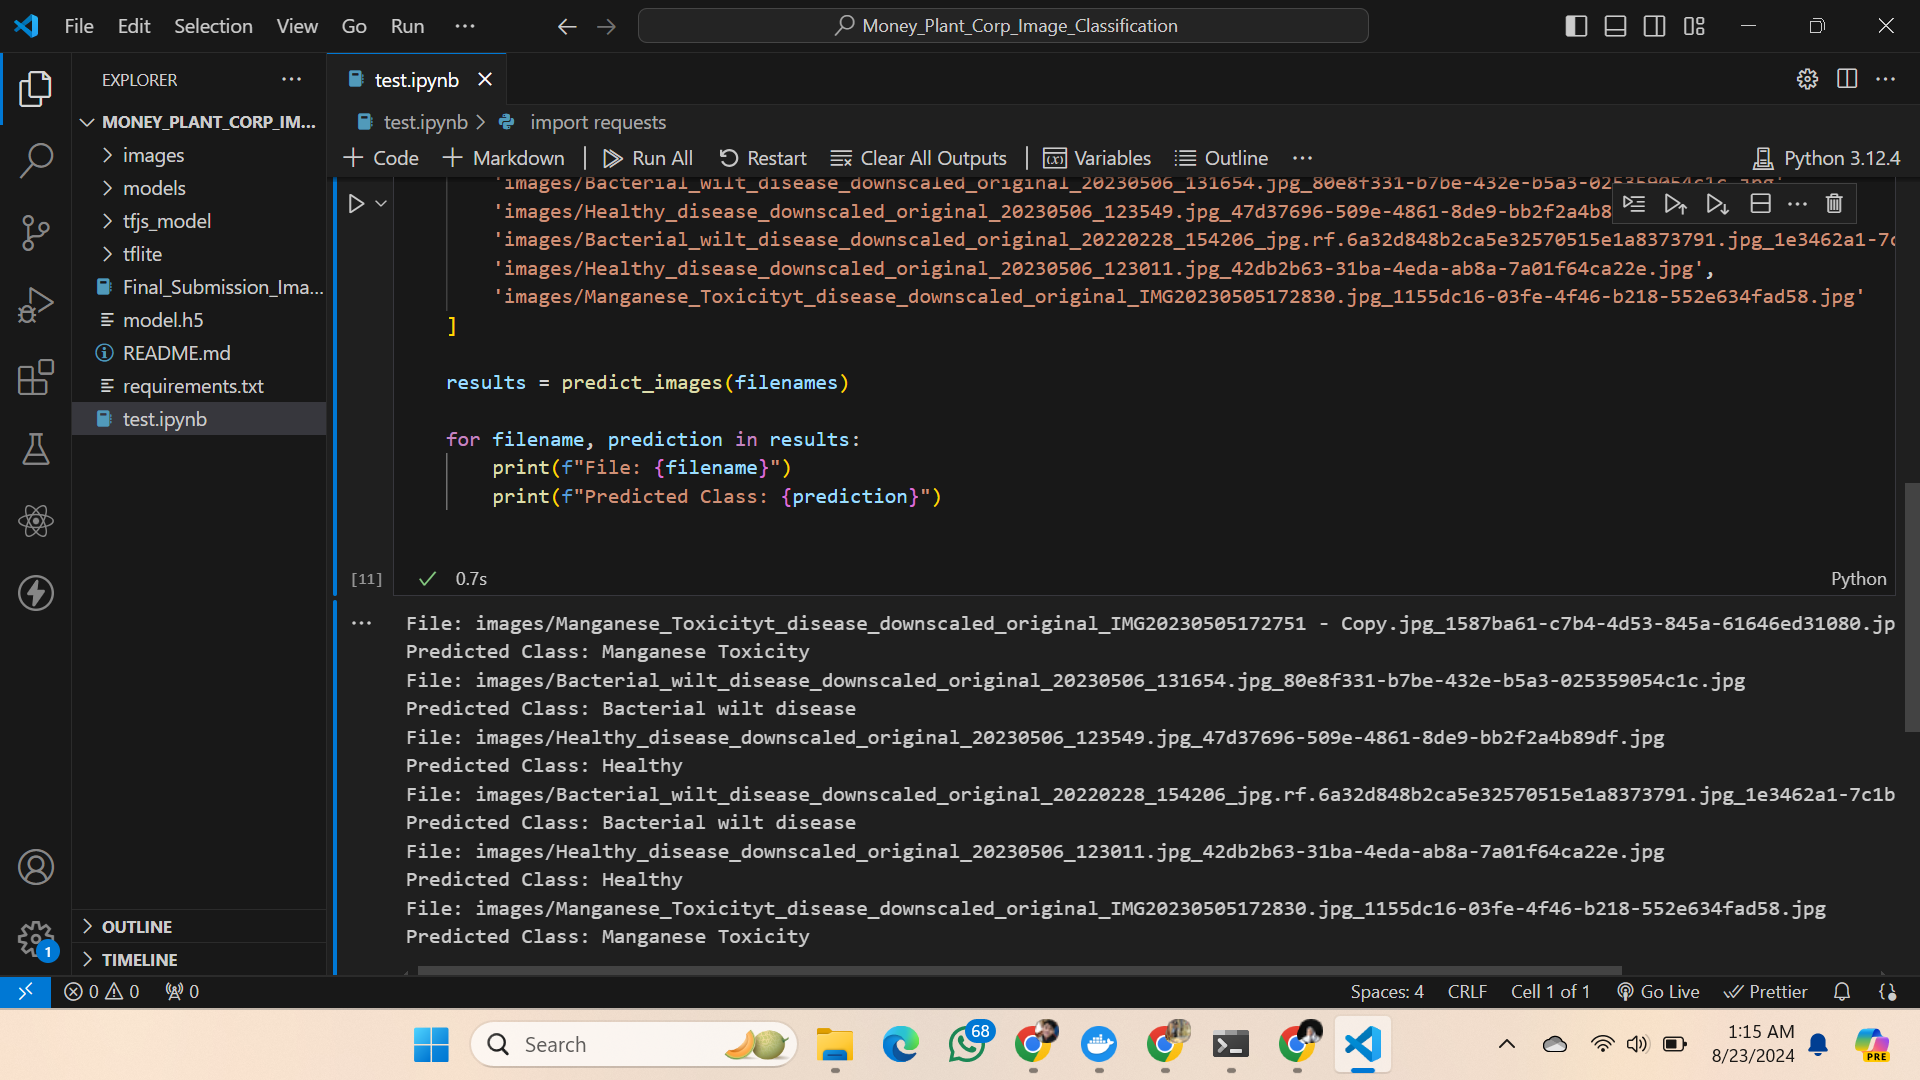 File Edit Selection View Go Run ...
Money_Plant_Corp_Image_Classification
EXPLORER
test.ipynb
MONEY_PLANT_CORP_IM...
images
models
tfjs_model
tflite
Final_Submission_Ima...
model.h5
README.md
requirements.txt
test.ipynb
OUTLINE
TIMELINE
test.ipynb > import requests
+ Code + Markdown | Run All Restart Clear All Outputs | Variables Outline ...
Python 3.12.4
'images/Bacterial_wilt_disease_downscaled_original_20230506_131654.jpg_80e8f331-b7be-432e-b5a3-025359054c1c.jpg'
'images/Healthy_disease_downscaled_original_20230506_123549.jpg_47d37696-509e-4861-8de9-bb2f2a4b8
'images/Bacterial_wilt_disease_downscaled_original_20220228_154206_jpg.rf.6a32d848b2ca5e32570515e1a8373791.jpg_1e3462a1-7c
'images/Healthy_disease_downscaled_original_20230506_123011.jpg_42db2b63-31ba-4eda-ab8a-7a01f64ca22e.jpg',
'images/Manganese_Toxicityt_disease_downscaled_original_IMG20230505172830.jpg_1155dc16-03fe-4f46-b218-552e634fad58.jpg'
]
results = predict_images(filenames)
for filename, prediction in results:
print(f"File: {filename}")
print(f"Predicted Class: {prediction}")
[11] 0.7s
Python
File: images/Manganese_Toxicityt_disease_downscaled_original_IMG20230505172751 - Copy.jpg_1587ba61-c7b4-4d53-845a-61646ed31080.jp
Predicted Class: Manganese Toxicity
File: images/Bacterial_wilt_disease_downscaled_original_20230506_131654.jpg_80e8f331-b7be-432e-b5a3-025359054c1c.jpg
Predicted Class: Bacterial wilt disease
File: images/Healthy_disease_downscaled_original_20230506_123549.jpg_47d37696-509e-4861-8de9-bb2f2a4b89df.jpg
Predicted Class: Healthy
File: images/Bacterial_wilt_disease_downscaled_original_20220228_154206_jpg.rf.6a32d848b2ca5e32570515e1a8373791.jpg_1e3462a1-7c1b
Predicted Class: Bacterial wilt disease
File: images/Healthy_disease_downscaled_original_20230506_123011.jpg_42db2b63-31ba-4eda-ab8a-7a01f64ca22e.jpg
Predicted Class: Healthy
File: images/Manganese_Toxicityt_disease_downscaled_original_IMG20230505172830.jpg_1155dc16-03fe-4f46-b218-552e634fad58.jpg
Predicted Class: Manganese Toxicity
1
0 0 0
Spaces: 4 CRLF Cell 1 of 1 Go Live Prettier
Search
68
1:15 AM
8/23/2024
PRE